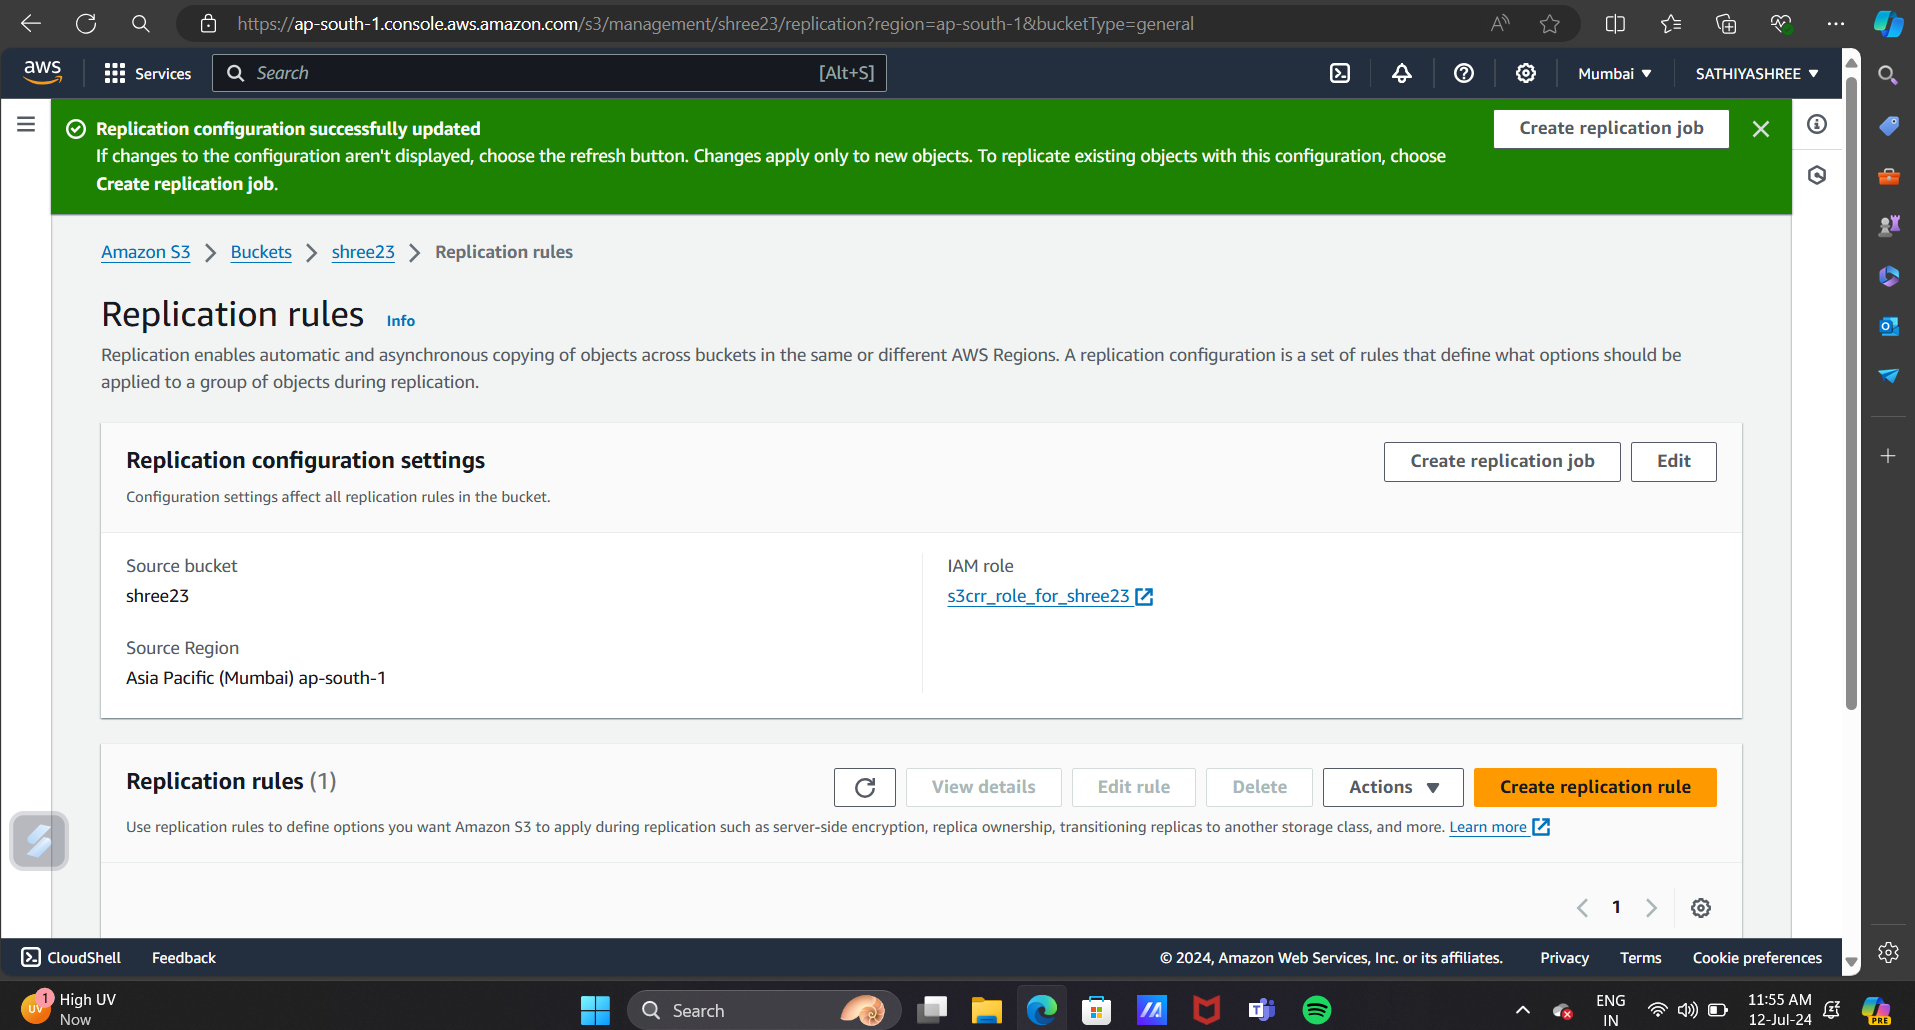 https://ap-south-1.console.aws.amazon.com/s3/management/shree23/replication?region=ap-south-1&bucketType=general
aws
Services
Search
[Alt+S]
Mumbai ▼
SATHIYASHREE ▼
Replication configuration successfully updated
If changes to the configuration aren't displayed, choose the refresh button. Changes apply only to new objects. To replicate existing objects with this configuration, choose
Create replication job.
Create replication job
Amazon S3 > Buckets > shree23 > Replication rules
Replication rules Info
Replication enables automatic and asynchronous copying of objects across buckets in the same or different AWS Regions. A replication configuration is a set of rules that define what options should be
applied to a group of objects during replication.
Replication configuration settings
Create replication job
Edit
Configuration settings affect all replication rules in the bucket.
Source bucket
shree23
Source Region
Asia Pacific (Mumbai) ap-south-1
IAM role
s3crr_role_for_shree23
Replication rules (1)
View details
Edit rule
Delete
Actions ▼
Create replication rule
Use replication rules to define options you want Amazon S3 to apply during replication such as server-side encryption, replica ownership, transitioning replicas to another storage class, and more. Learn more
< 1 >
CloudShell
Feedback
© 2024, Amazon Web Services, Inc. or its affiliates.
Privacy
Terms
Cookie preferences
UV
1
High UV
Now
Search
ENG
IN
11:55 AM
12-Jul-24
PRE